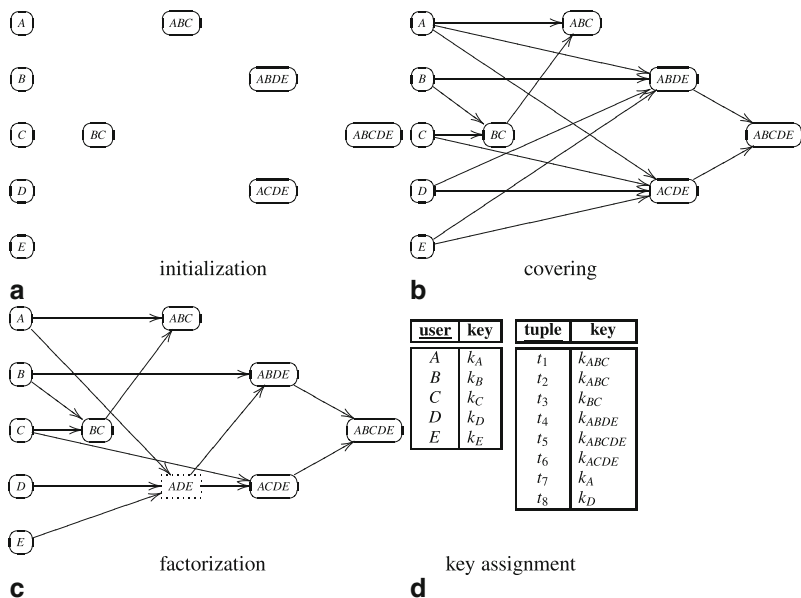 A ABC
B ABDE
C BC ABCDE
D ACDE
E
initialization
a
A ABC
B ABDE
C BC ABCDE
D ACDE
E
covering
b
A ABC
B ABDE
C BC ABCDE
D ADE ACDE
E
factorization
c
user key
A k_A
B k_B
C k_C
D k_D
E k_E
tuple key
t_1 k_ABC
t_2 k_ABC
t_3 k_BC
t_4 k_ABDE
t_5 k_ABCDE
t_6 k_ACDE
t_7 k_A
t_8 k_D
key assignment
d